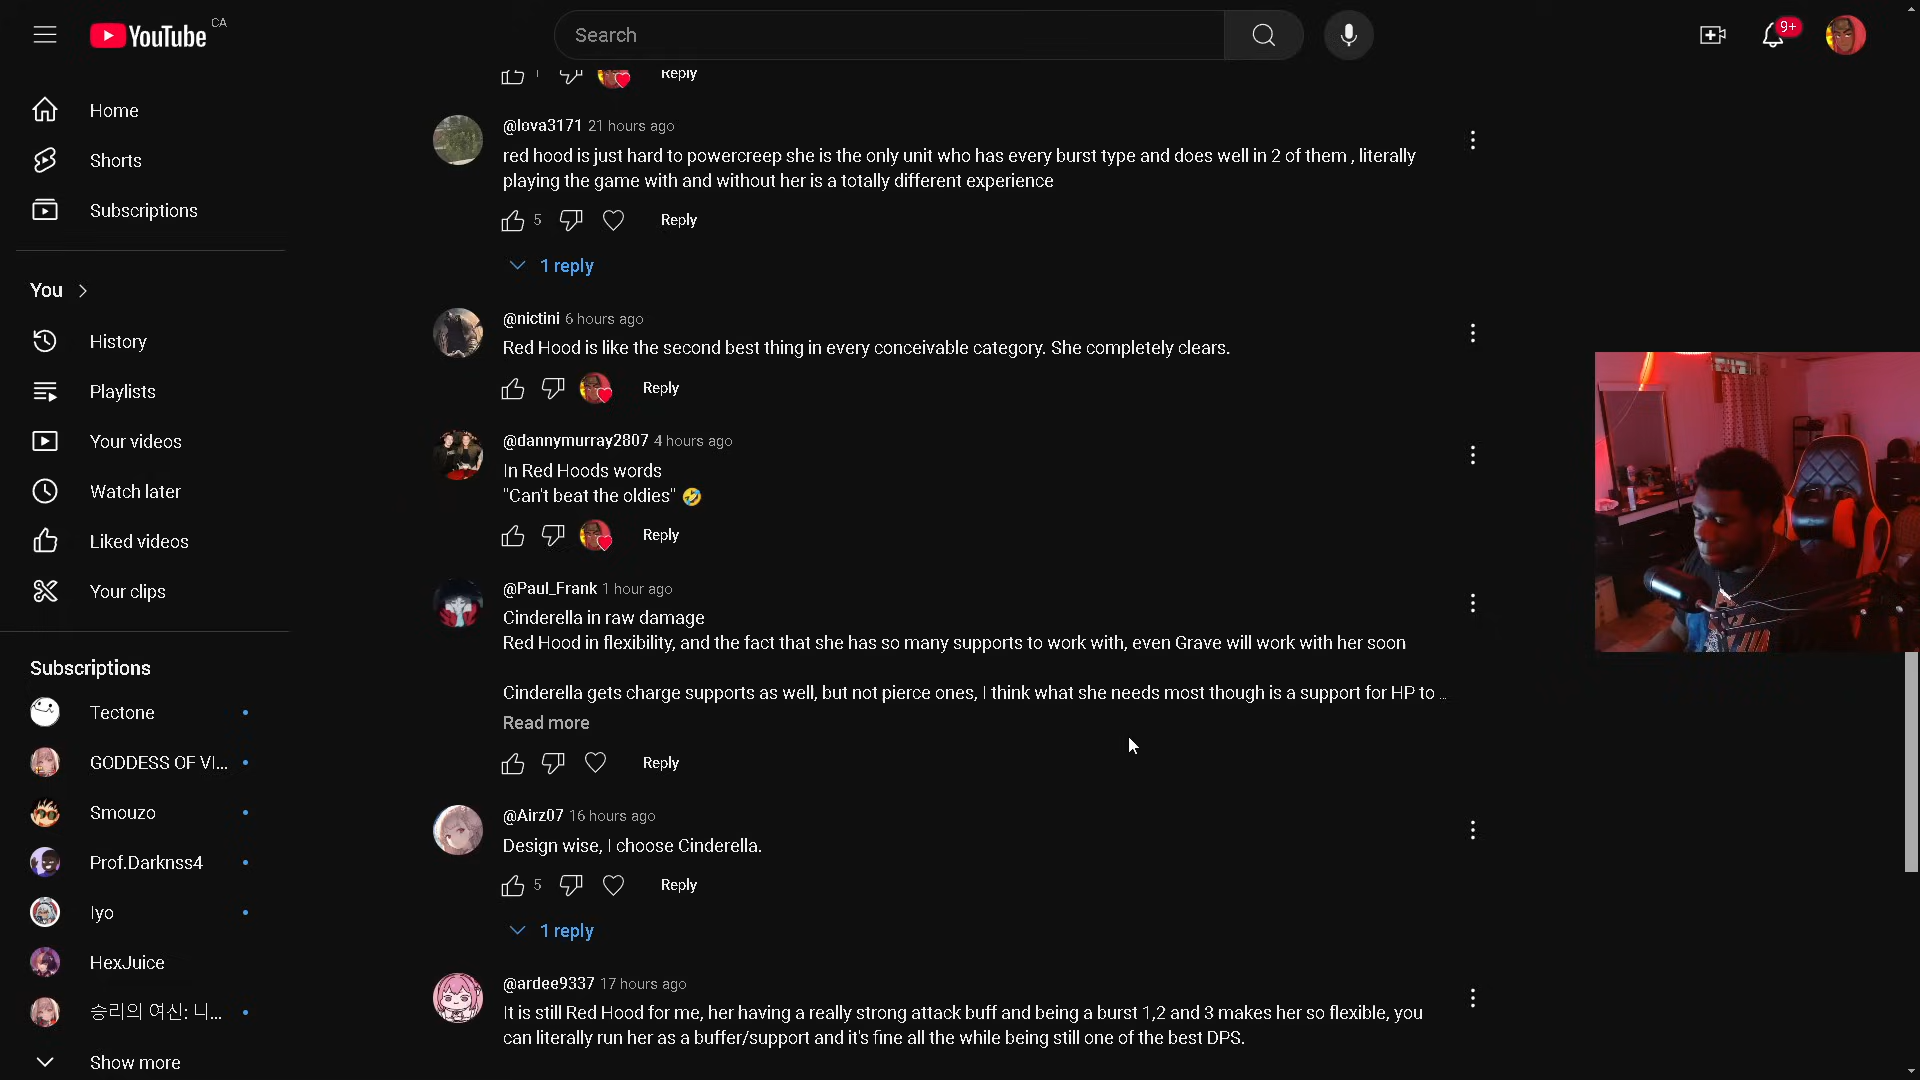 YouTube CA
Search
9+
Home
Shorts
Subscriptions
You
History
Playlists
Your videos
Watch later
Liked videos
Your clips
Subscriptions
Tectone
GODDESS OF VI...
Smouzo
Prof.Darknss4
Iyo
HexJuice
승리의 여신: 니...
Show more
1 Reply
@lova3171 21 hours ago
red hood is just hard to powercreep she is the only unit who has every burst type and does well in 2 of them , literally
playing the game with and without her is a totally different experience
5 Reply
1 reply
@nictini 6 hours ago
Red Hood is like the second best thing in every conceivable category. She completely clears.
Reply
@dannymurray2807 4 hours ago
In Red Hoods words
"Can't beat the oldies" 🤣
Reply
@Paul_Frank 1 hour ago
Cinderella in raw damage
Red Hood in flexibility, and the fact that she has so many supports to work with, even Grave will work with her soon
Cinderella gets charge supports as well, but not pierce ones, I think what she needs most though is a support for HP to ...
Read more
Reply
@Airz07 16 hours ago
Design wise, I choose Cinderella.
5 Reply
1 reply
@ardee9337 17 hours ago
It is still Red Hood for me, her having a really strong attack buff and being a burst 1,2 and 3 makes her so flexible, you
can literally run her as a buffer/support and it's fine all the while being still one of the best DPS.